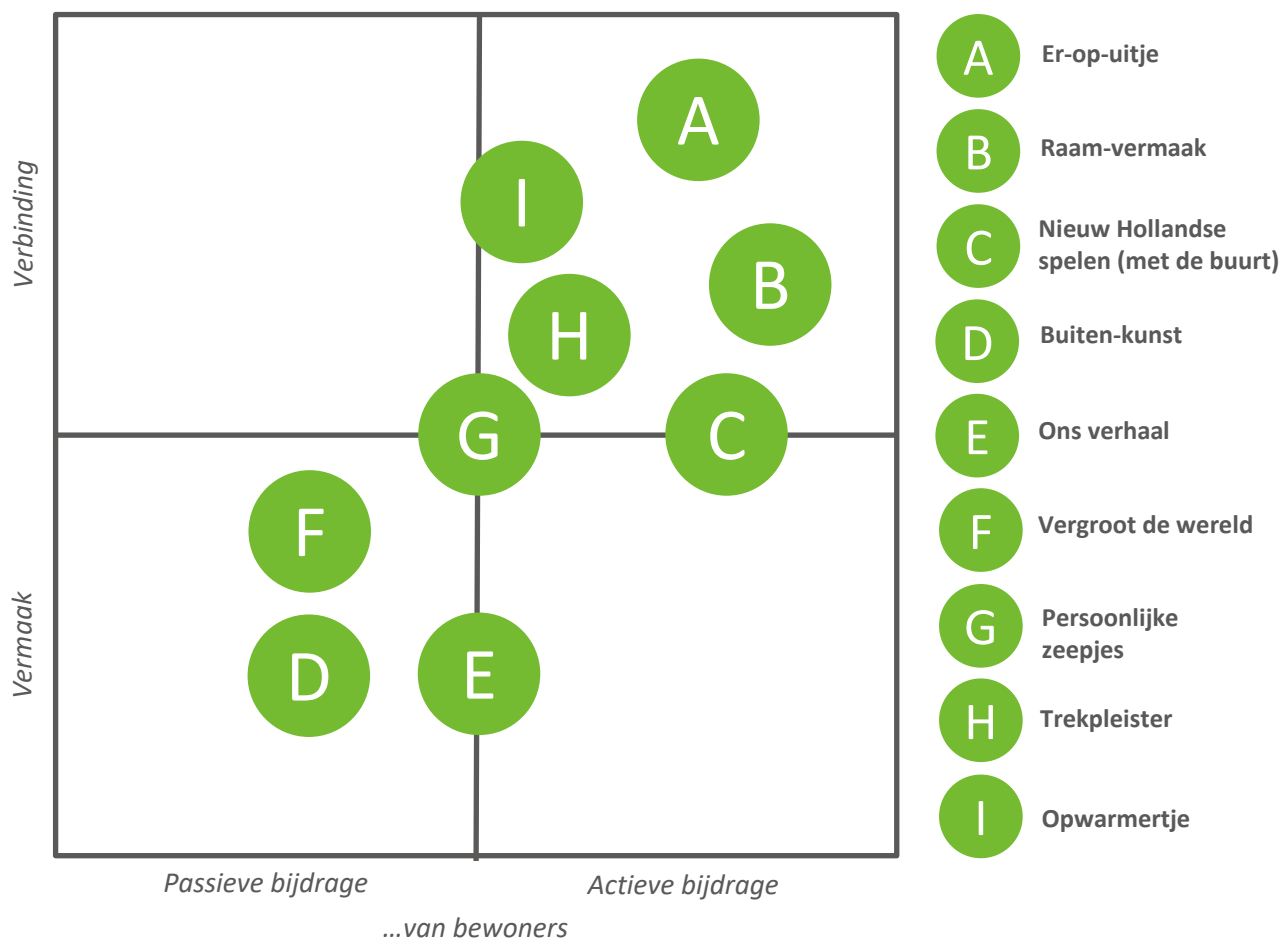 Verbinding
Vermaak
A
I
B
H
G
C
F
D
E
Passieve bijdrage
Actieve bijdrage
...van bewoners
A
Er-op-uitje
B
Raam-vermaak
C
Nieuw Hollandse
spelen (met de buurt)
D
Buiten-kunst
E
Ons verhaal
F
Vergroot de wereld
G
Persoonlijke
zeepjes
H
Trekpleister
I
Opwarmertje